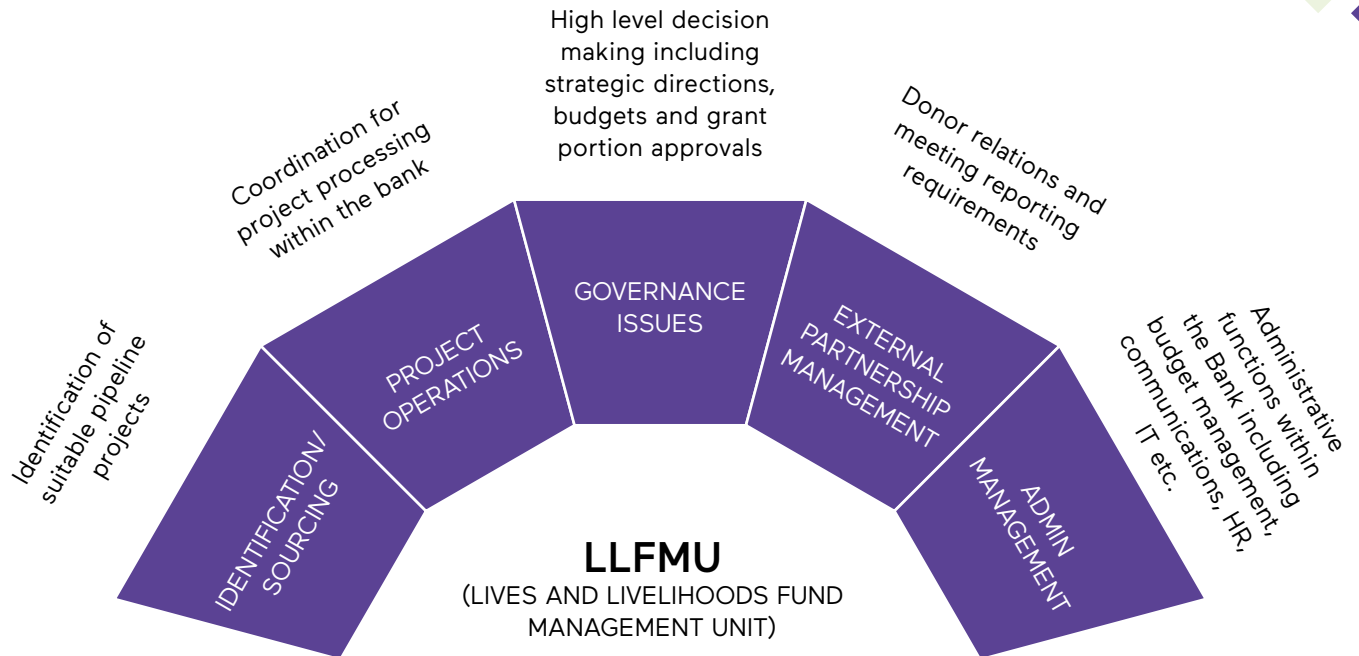 Identification of
suitable pipeline
projects
IDENTIFICATION/
SOURCING
Coordination for
project processing
within the bank
PROJECT
OPERATIONS
High level decision
making including
strategic directions,
budgets and grant
portion approvals
GOVERNANCE
ISSUES
Donor relations and
meeting reporting
requirements
EXTERNAL
PARTNERSHIP
MANAGEMENT
Administrative
functions within
the Bank including
budget management,
communications, HR,
IT etc.
ADMIN
MANAGEMENT
LLFMU
(LIVES AND LIVELIHOODS FUND
MANAGEMENT UNIT)